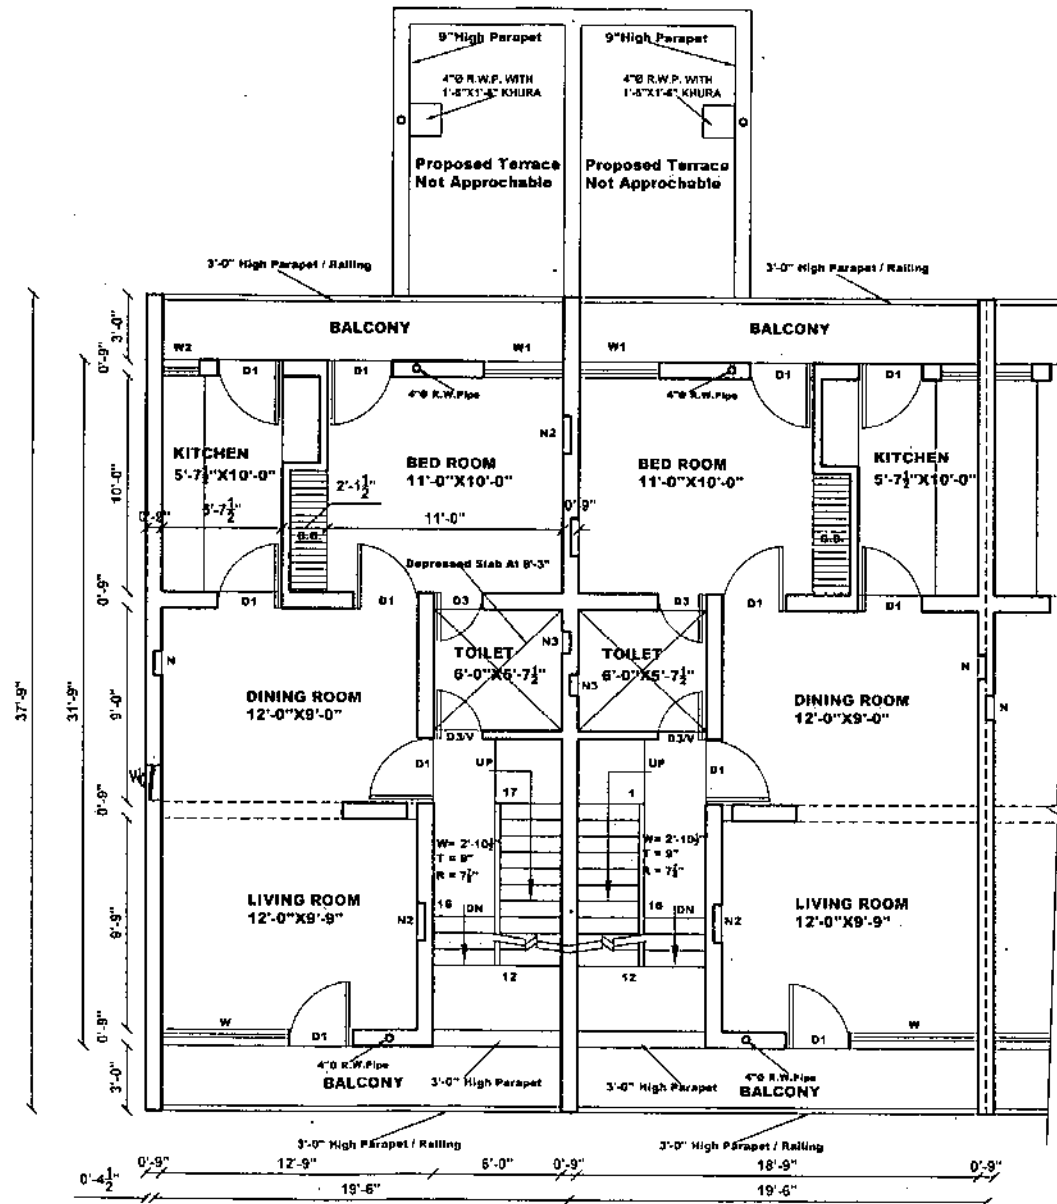 9"High Parapet
9"High Parapet
4"Ø R.W.P. WITH
1'-6"X1'-6" KHURA
4"Ø R.W.P. WITH
1'-6"X1'-6" KHURA
Proposed Terrace
Not Approchable
Proposed Terrace
Not Approchable
3'-0" High Parapet / Railing
3'-0" High Parapet / Railing
3'-0"
BALCONY
BALCONY
W2
W1
W1
0'-9"
D1
D1
D1
D1
4"Ø R.W.Pipe
4"Ø R.W.Pipe
N2
KITCHEN
5'-7½"X10'-0"
BED ROOM
11'-0"X10'-0"
BED ROOM
11'-0"X10'-0"
KITCHEN
5'-7½"X10'-0"
10'-0"
2'-1½"
5'-7½"
0'-9"
11'-0"
0'-9"
Depressed Slab At 8'-3"
0'-9"
D1
D1
D3
D3
D1
D1
N3
N3
TOILET
6'-0"X5'-7½"
TOILET
6'-0"X5'-7½"
N
N
N
37'-9"
31'-9"
9'-0"
DINING ROOM
12'-0"X9'-0"
DINING ROOM
12'-0"X9'-0"
D3/V
D3/V
D1
UP
UP
D1
17
1
0'-9"
W= 2'-10½"
T = 9"
W= 2'-10½"
T = 9"
LIVING ROOM
12'-0"X9'-9"
LIVING ROOM
12'-0"X9'-9"
16
DN
16
DN
N2
N2
9'-9"
12
12
0'-9"
W
D1
D1
W
4"Ø R.W.Pipe
4"Ø R.W.Pipe
3'-0"
BALCONY
3'-0" High Parapet
3'-0" High Parapet
BALCONY
3'-0" High Parapet / Railing
3'-0" High Parapet / Railing
0'-9"
12'-9"
0'-9"
18'-9"
0'-9"
0'-4½"
19'-6"
19'-6"